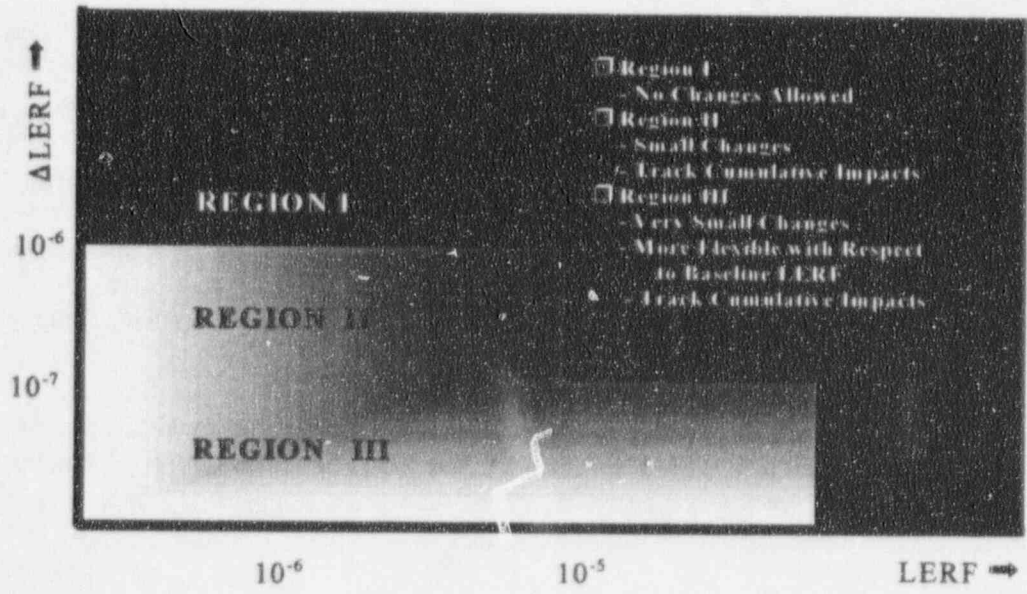 ΔLERF →
❐ Region I
- No Changes Allowed
❐ Region II
- Small Changes
- Track Cumulative Impacts
❐ Region III
- Very Small Changes
- More Flexible with Respect
to Baseline LERF
- Track Cumulative Impacts
REGION I
10⁻⁶
REGION II
10⁻⁷
REGION III
10⁻⁶ 10⁻⁵ LERF ➡